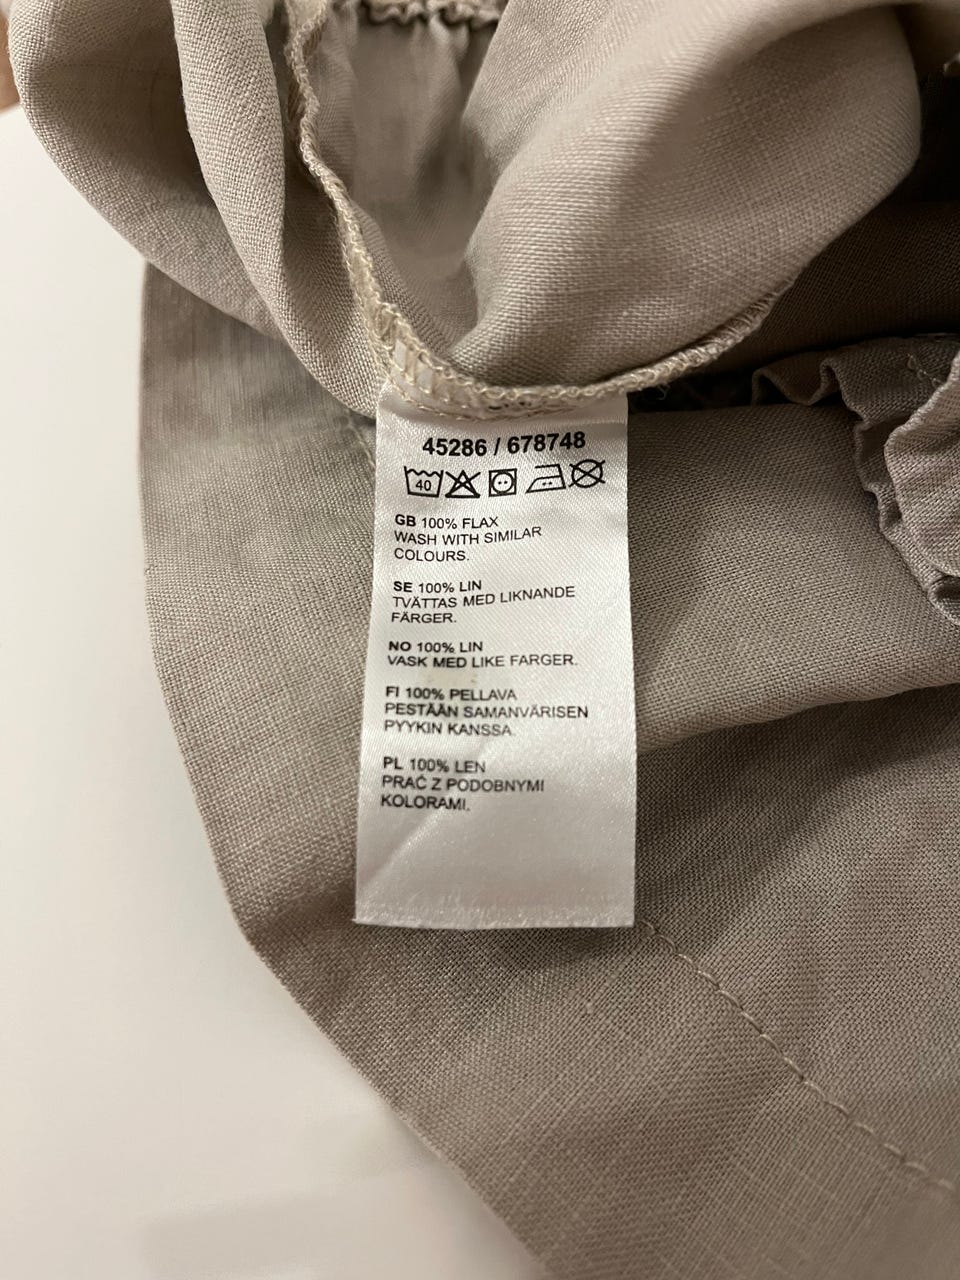 45286 / 678748
40
GB 100% FLAX
WASH WITH SIMILAR
COLOURS.
SE 100% LIN
TVÄTTAS MED LIKNANDE
FÄRGER.
NO 100% LIN
VASK MED LIKE FARGER.
FI 100% PELLAVA
PESTÄÄN SAMANVÄRISEN
PYYKIN KANSSA.
PL 100% LEN
PRAĆ Z PODOBNYMI
KOLORAMI.